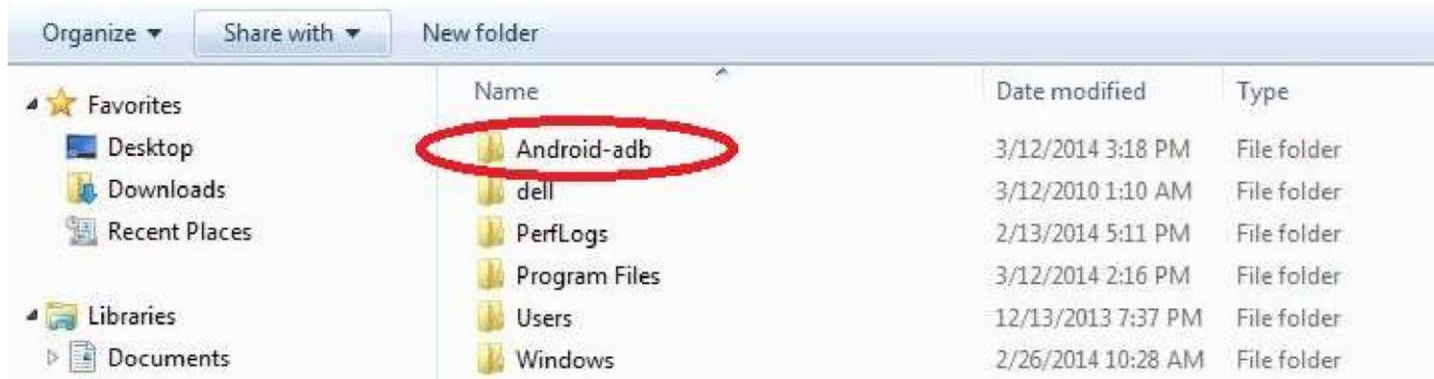 Organize Share with New folder
Name Date modified Type
Favorites
Desktop
Downloads
Recent Places
Libraries
Documents
Android-adb 3/12/2014 3:18 PM File folder
dell 3/12/2010 1:10 AM File folder
PerfLogs 2/13/2014 5:11 PM File folder
Program Files 3/12/2014 2:16 PM File folder
Users 12/13/2013 7:37 PM File folder
Windows 2/26/2014 10:28 AM File folder